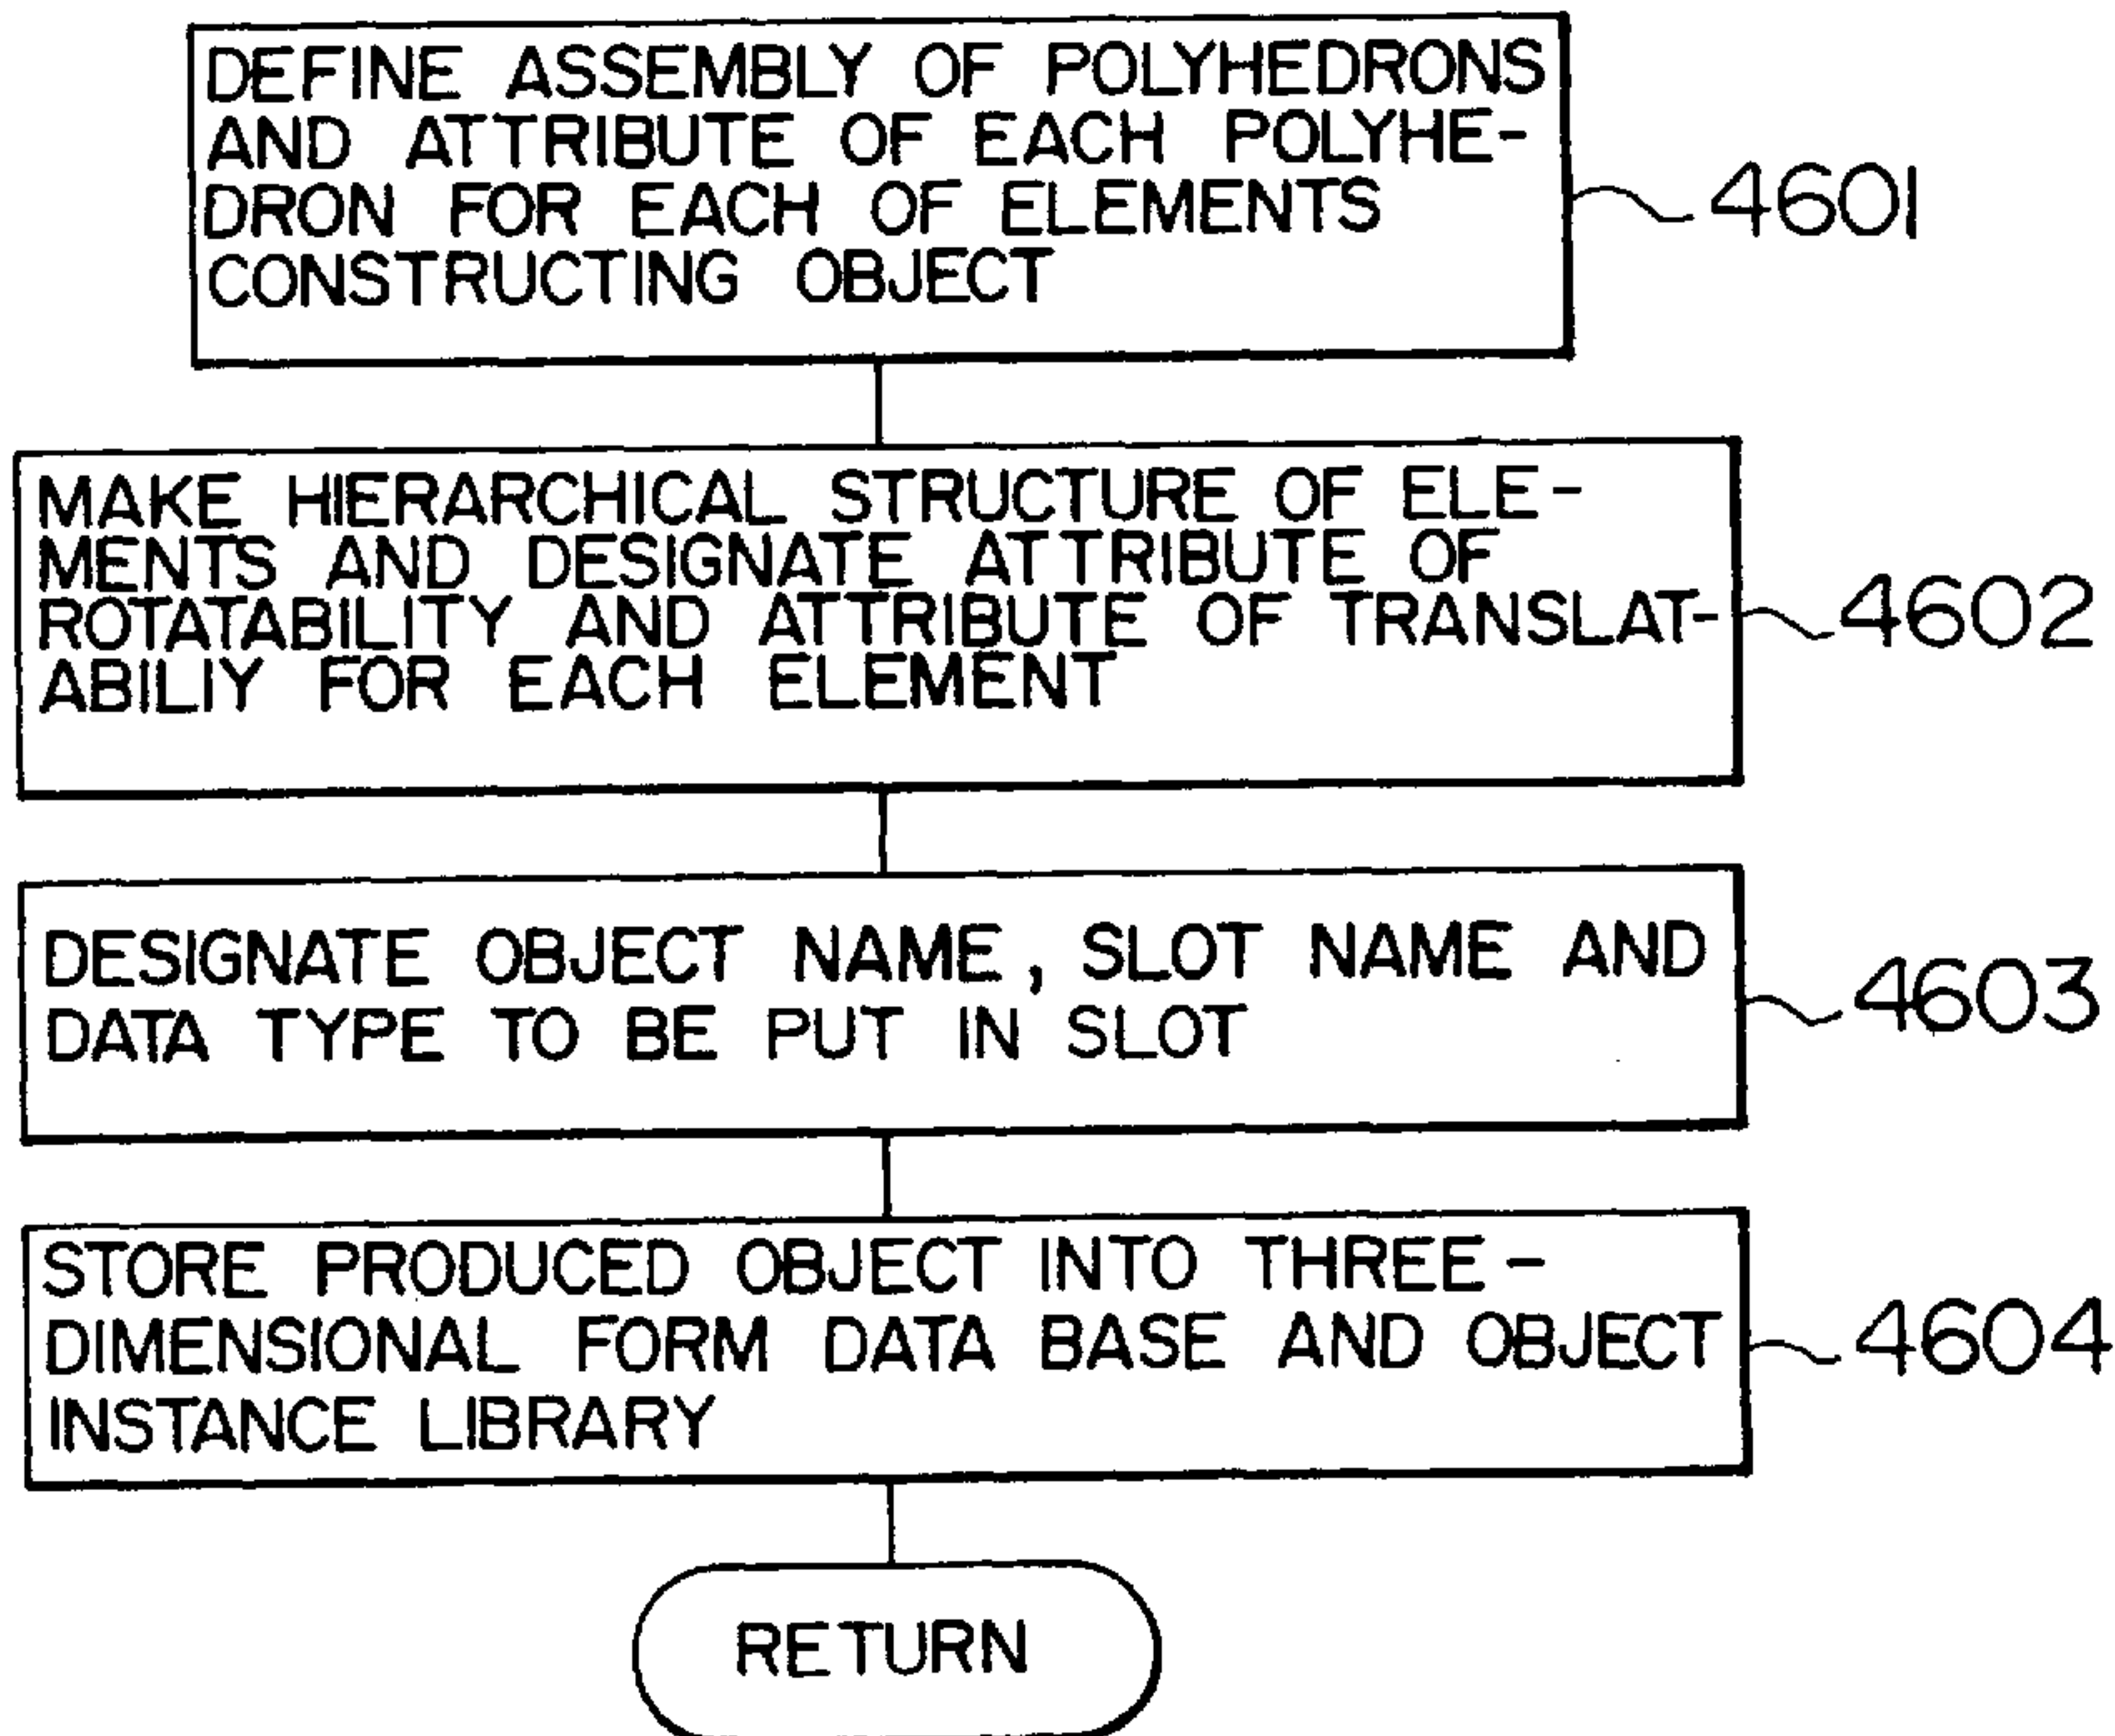 DEFINE ASSEMBLY OF POLYHEDRONS
AND ATTRIBUTE OF EACH POLYHE-
DRON FOR EACH OF ELEMENTS
CONSTRUCTING OBJECT
4601
MAKE HIERARCHICAL STRUCTURE OF ELE-
MENTS AND DESIGNATE ATTRIBUTE OF
ROTATABILITY AND ATTRIBUTE OF TRANSLAT-
ABILIY FOR EACH ELEMENT
4602
DESIGNATE OBJECT NAME, SLOT NAME AND
DATA TYPE TO BE PUT IN SLOT
4603
STORE PRODUCED OBJECT INTO THREE-
DIMENSIONAL FORM DATA BASE AND OBJECT
INSTANCE LIBRARY
4604
RETURN